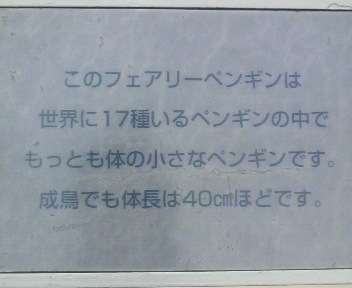 このフェアリーペンギンは
世界に17種いるペンギンの中で
もっとも体の小さなペンギンです。
成鳥でも体長は40㎝ほどです。